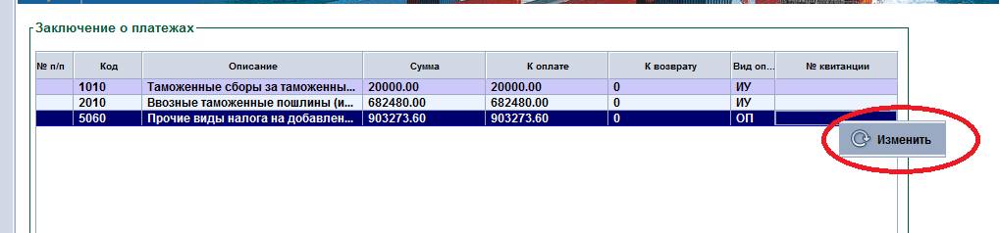 Заключение о платежах
№ п/п Код Описание Сумма К оплате К возврату Вид оп... № квитанции
1010 Таможенные сборы за таможенны... 20000.00 20000.00 0 ИУ
2010 Ввозные таможенные пошлины (и... 682480.00 682480.00 0 ИУ
5060 Прочие виды налога на добавлен... 903273.60 903273.60 0 ОП
Изменить